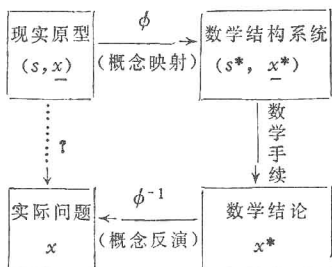 现实原型
(s, x)
φ
(概念映射)
数学结构系统
(s*, x*)
?
数学手续
实际问题
x
φ⁻¹
(概念反演)
数学结论
x*